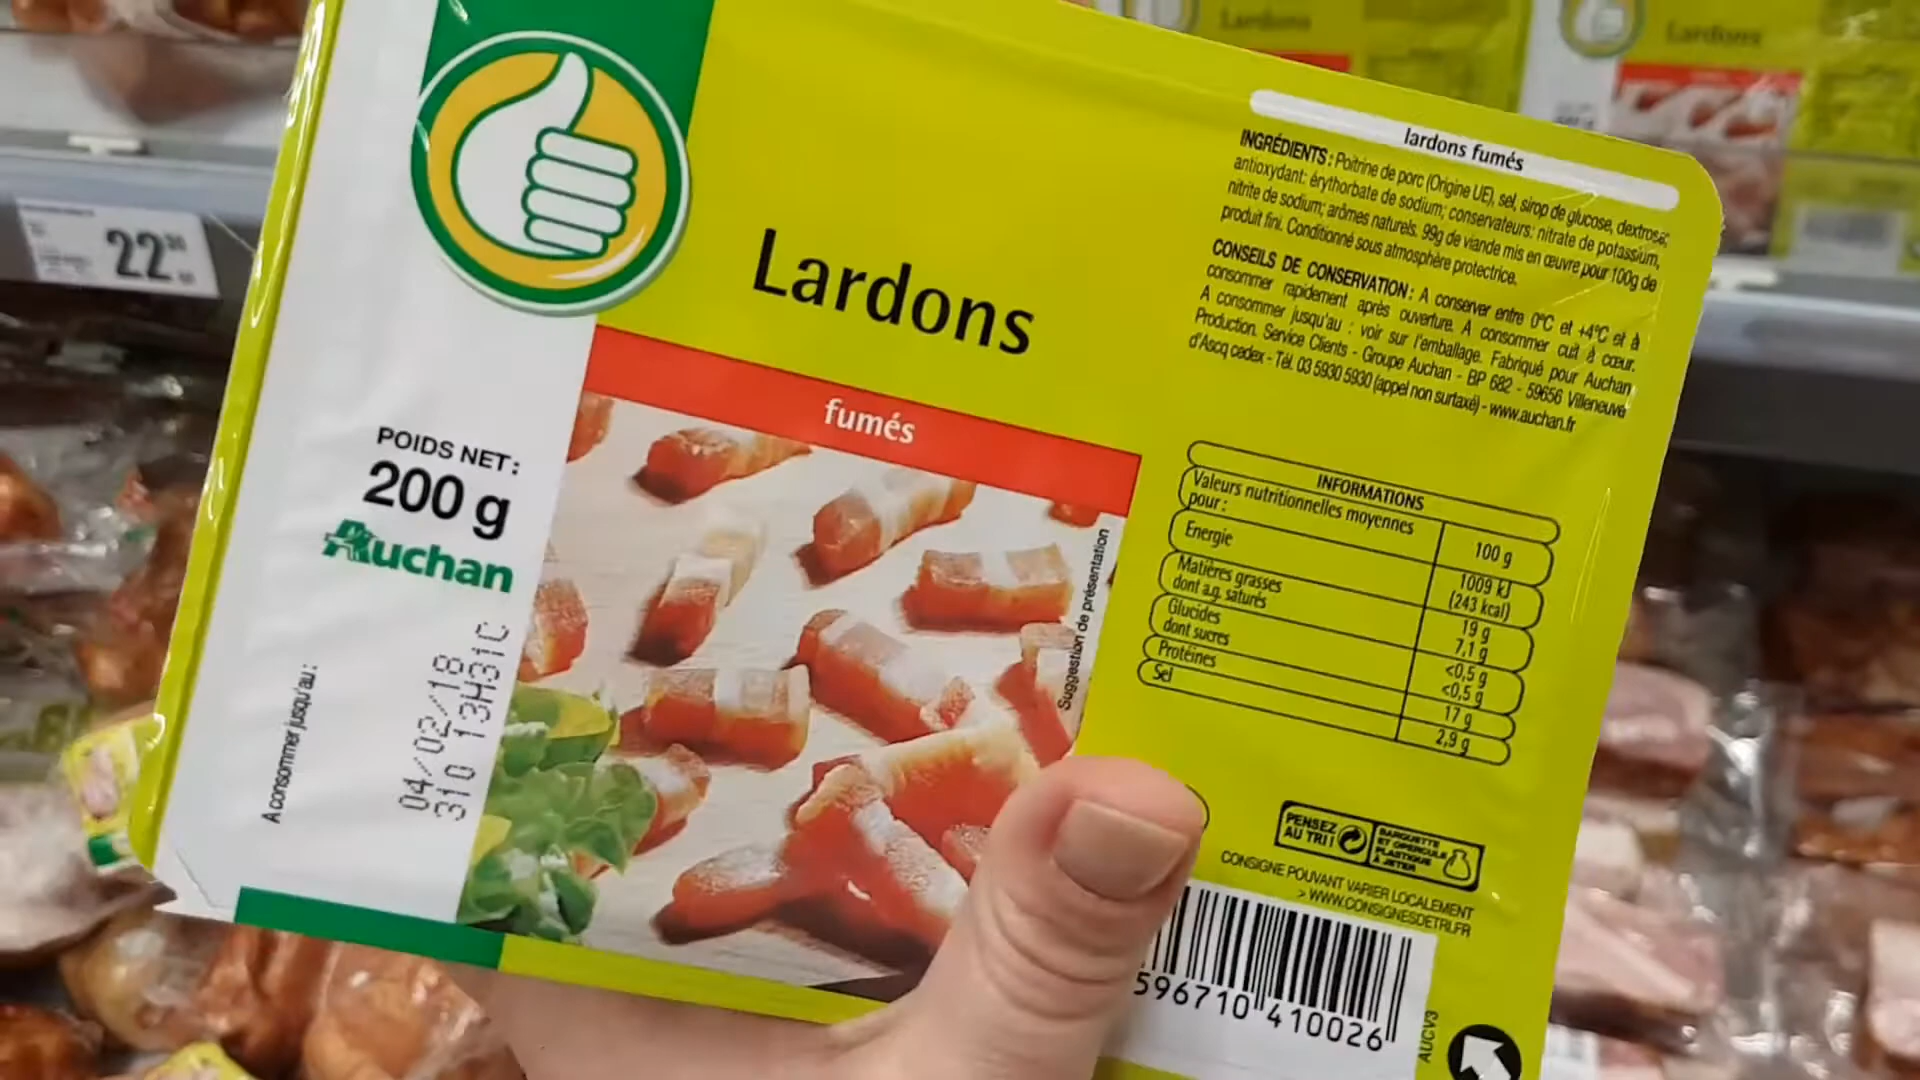 22
Lardons
Lardons
Lardons
fumés
POIDS NET:
200 g
Auchan
A consommer jusqu'au :
04/02/18
310 13H31C
Suggestion de présentation
lardons fumés
INGRÉDIENTS : Poitrine de porc (Origine UE), sel, sirop de glucose, dextrose;
antioxydant: érythorbate de sodium; conservateurs: nitrate de potassium,
nitrite de sodium; arômes naturels. 99g de viande mis en œuvre pour 100g de
produit fini. Conditionné sous atmosphère protectrice.
CONSEILS DE CONSERVATION : A conserver entre 0°C et +4°C et à
consommer rapidement après ouverture. A consommer cuit à cœur.
A consommer jusqu'au : voir sur l'emballage. Fabriqué pour Auchan
Production. Service Clients - Groupe Auchan - BP 682 - 59656 Villeneuve
d'Ascq cedex - Tél. 03 5930 5930 (appel non surtaxé) - www.auchan.fr
INFORMATIONS
Valeurs nutritionnelles moyennes
pour : 100 g
Energie 1009 kJ
(243 kcal)
Matières grasses 19 g
dont a.g. saturés 7,1 g
Glucides <0,5 g
dont sucres <0,5 g
Protéines 17 g
Sel 2,9 g
PENSEZ
AU TRI !
BARQUETTE
ET OPERCULE
PLASTIQUE
À JETER
CONSIGNE POUVANT VARIER LOCALEMENT
> WWW.CONSIGNESDETRI.FR
596710 410026
AUCV3